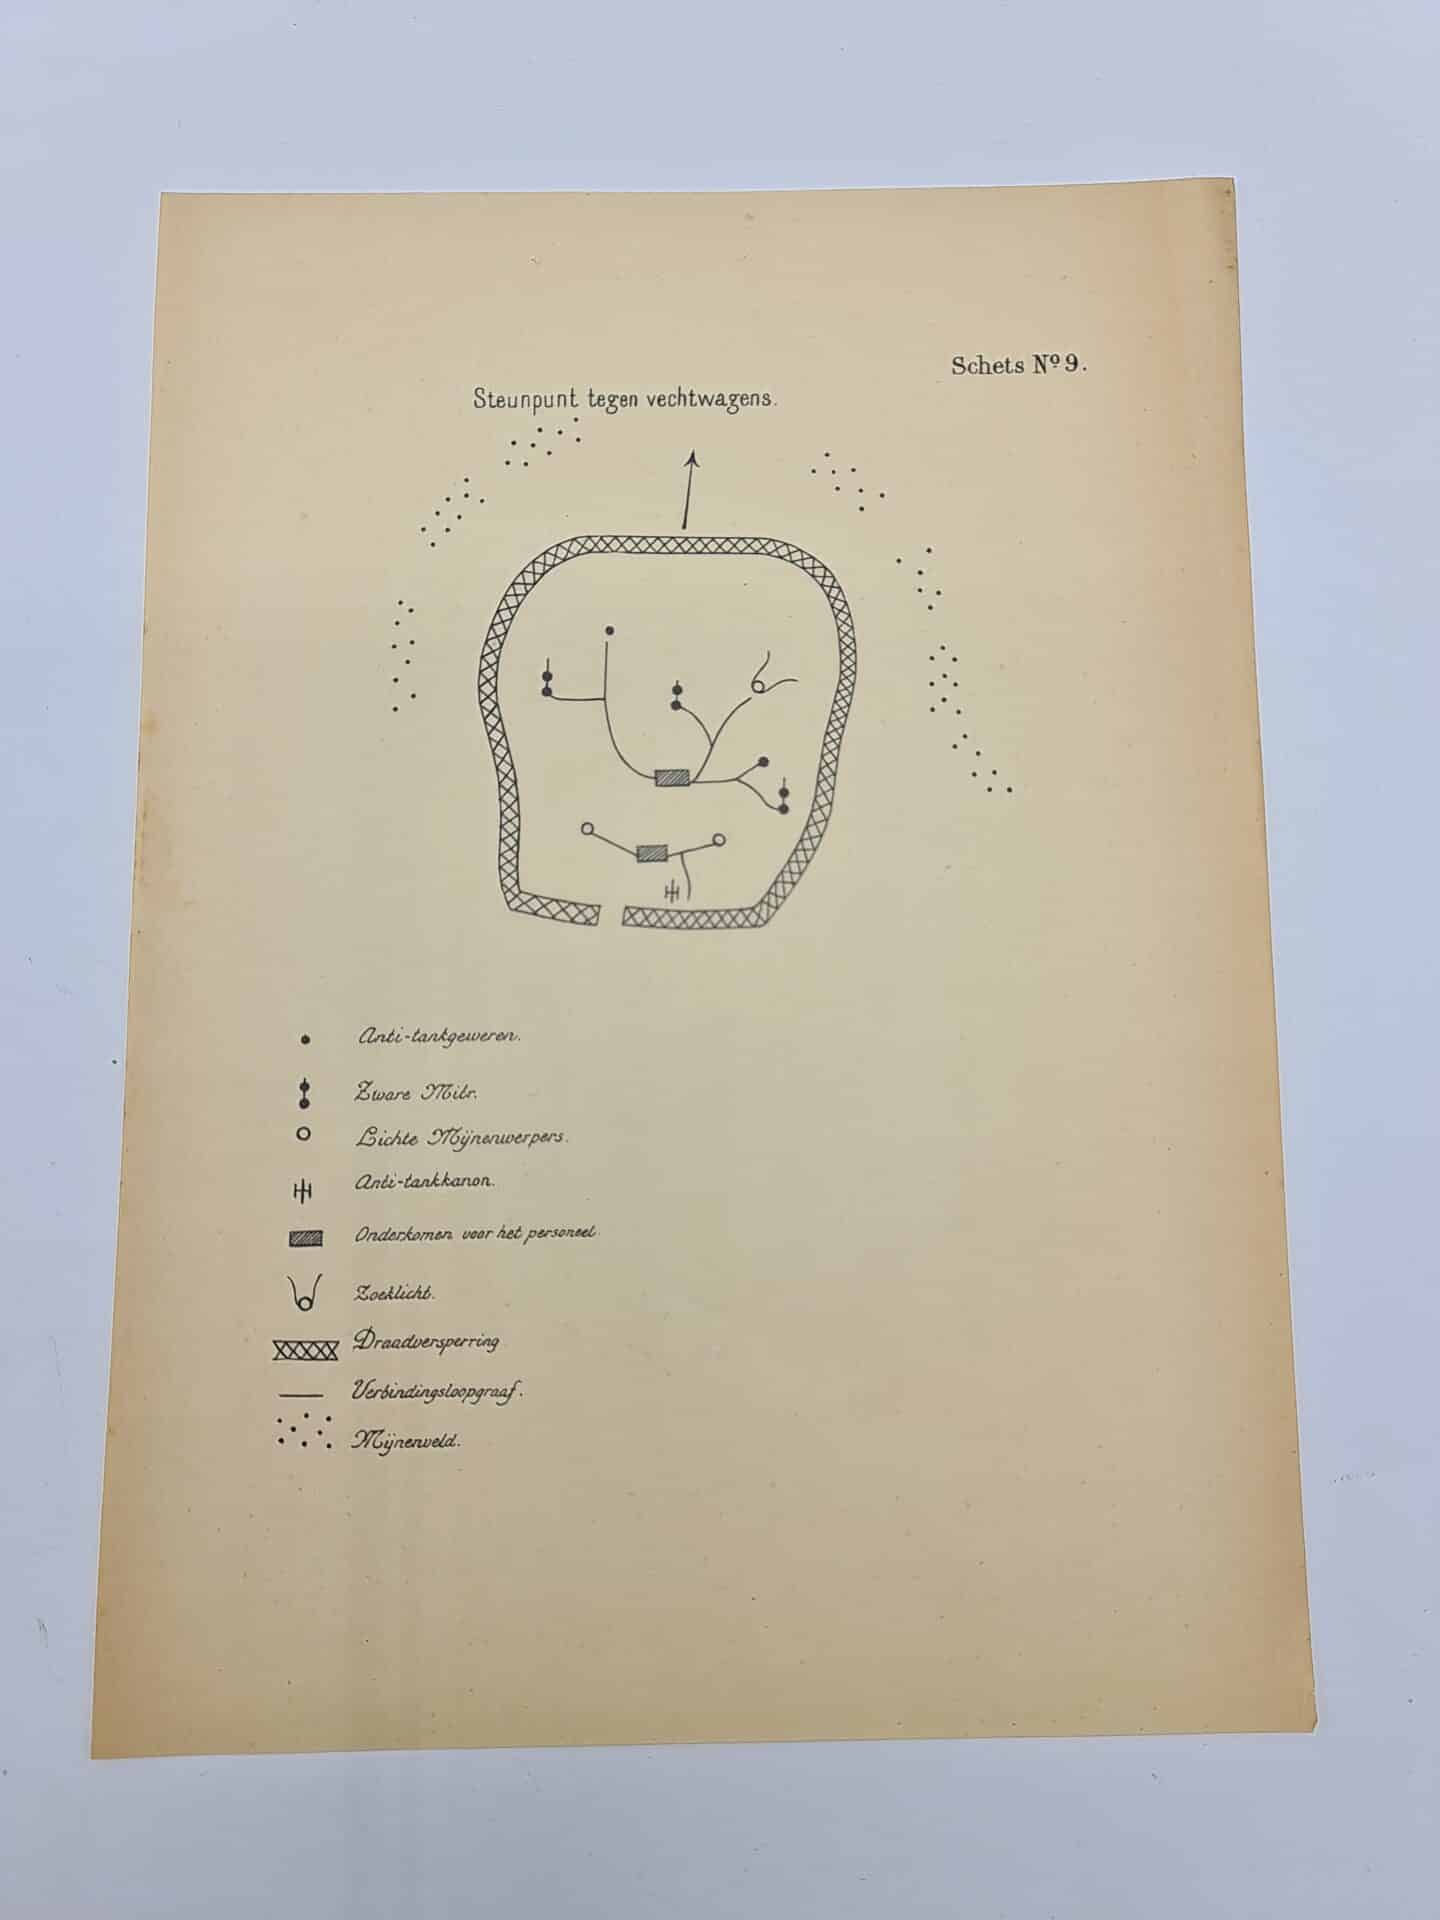 Schets Nº 9.
Steunpunt tegen vechtwagens.
Anti-tankgeweren.
Zware Mitr.
Lichte Mijnenwerpers.
Anti-tankkanon.
Onderkomen voor het personeel.
Zoeklicht.
Draadversperring
Verbindingsloopgraaf.
Mijnenveld.